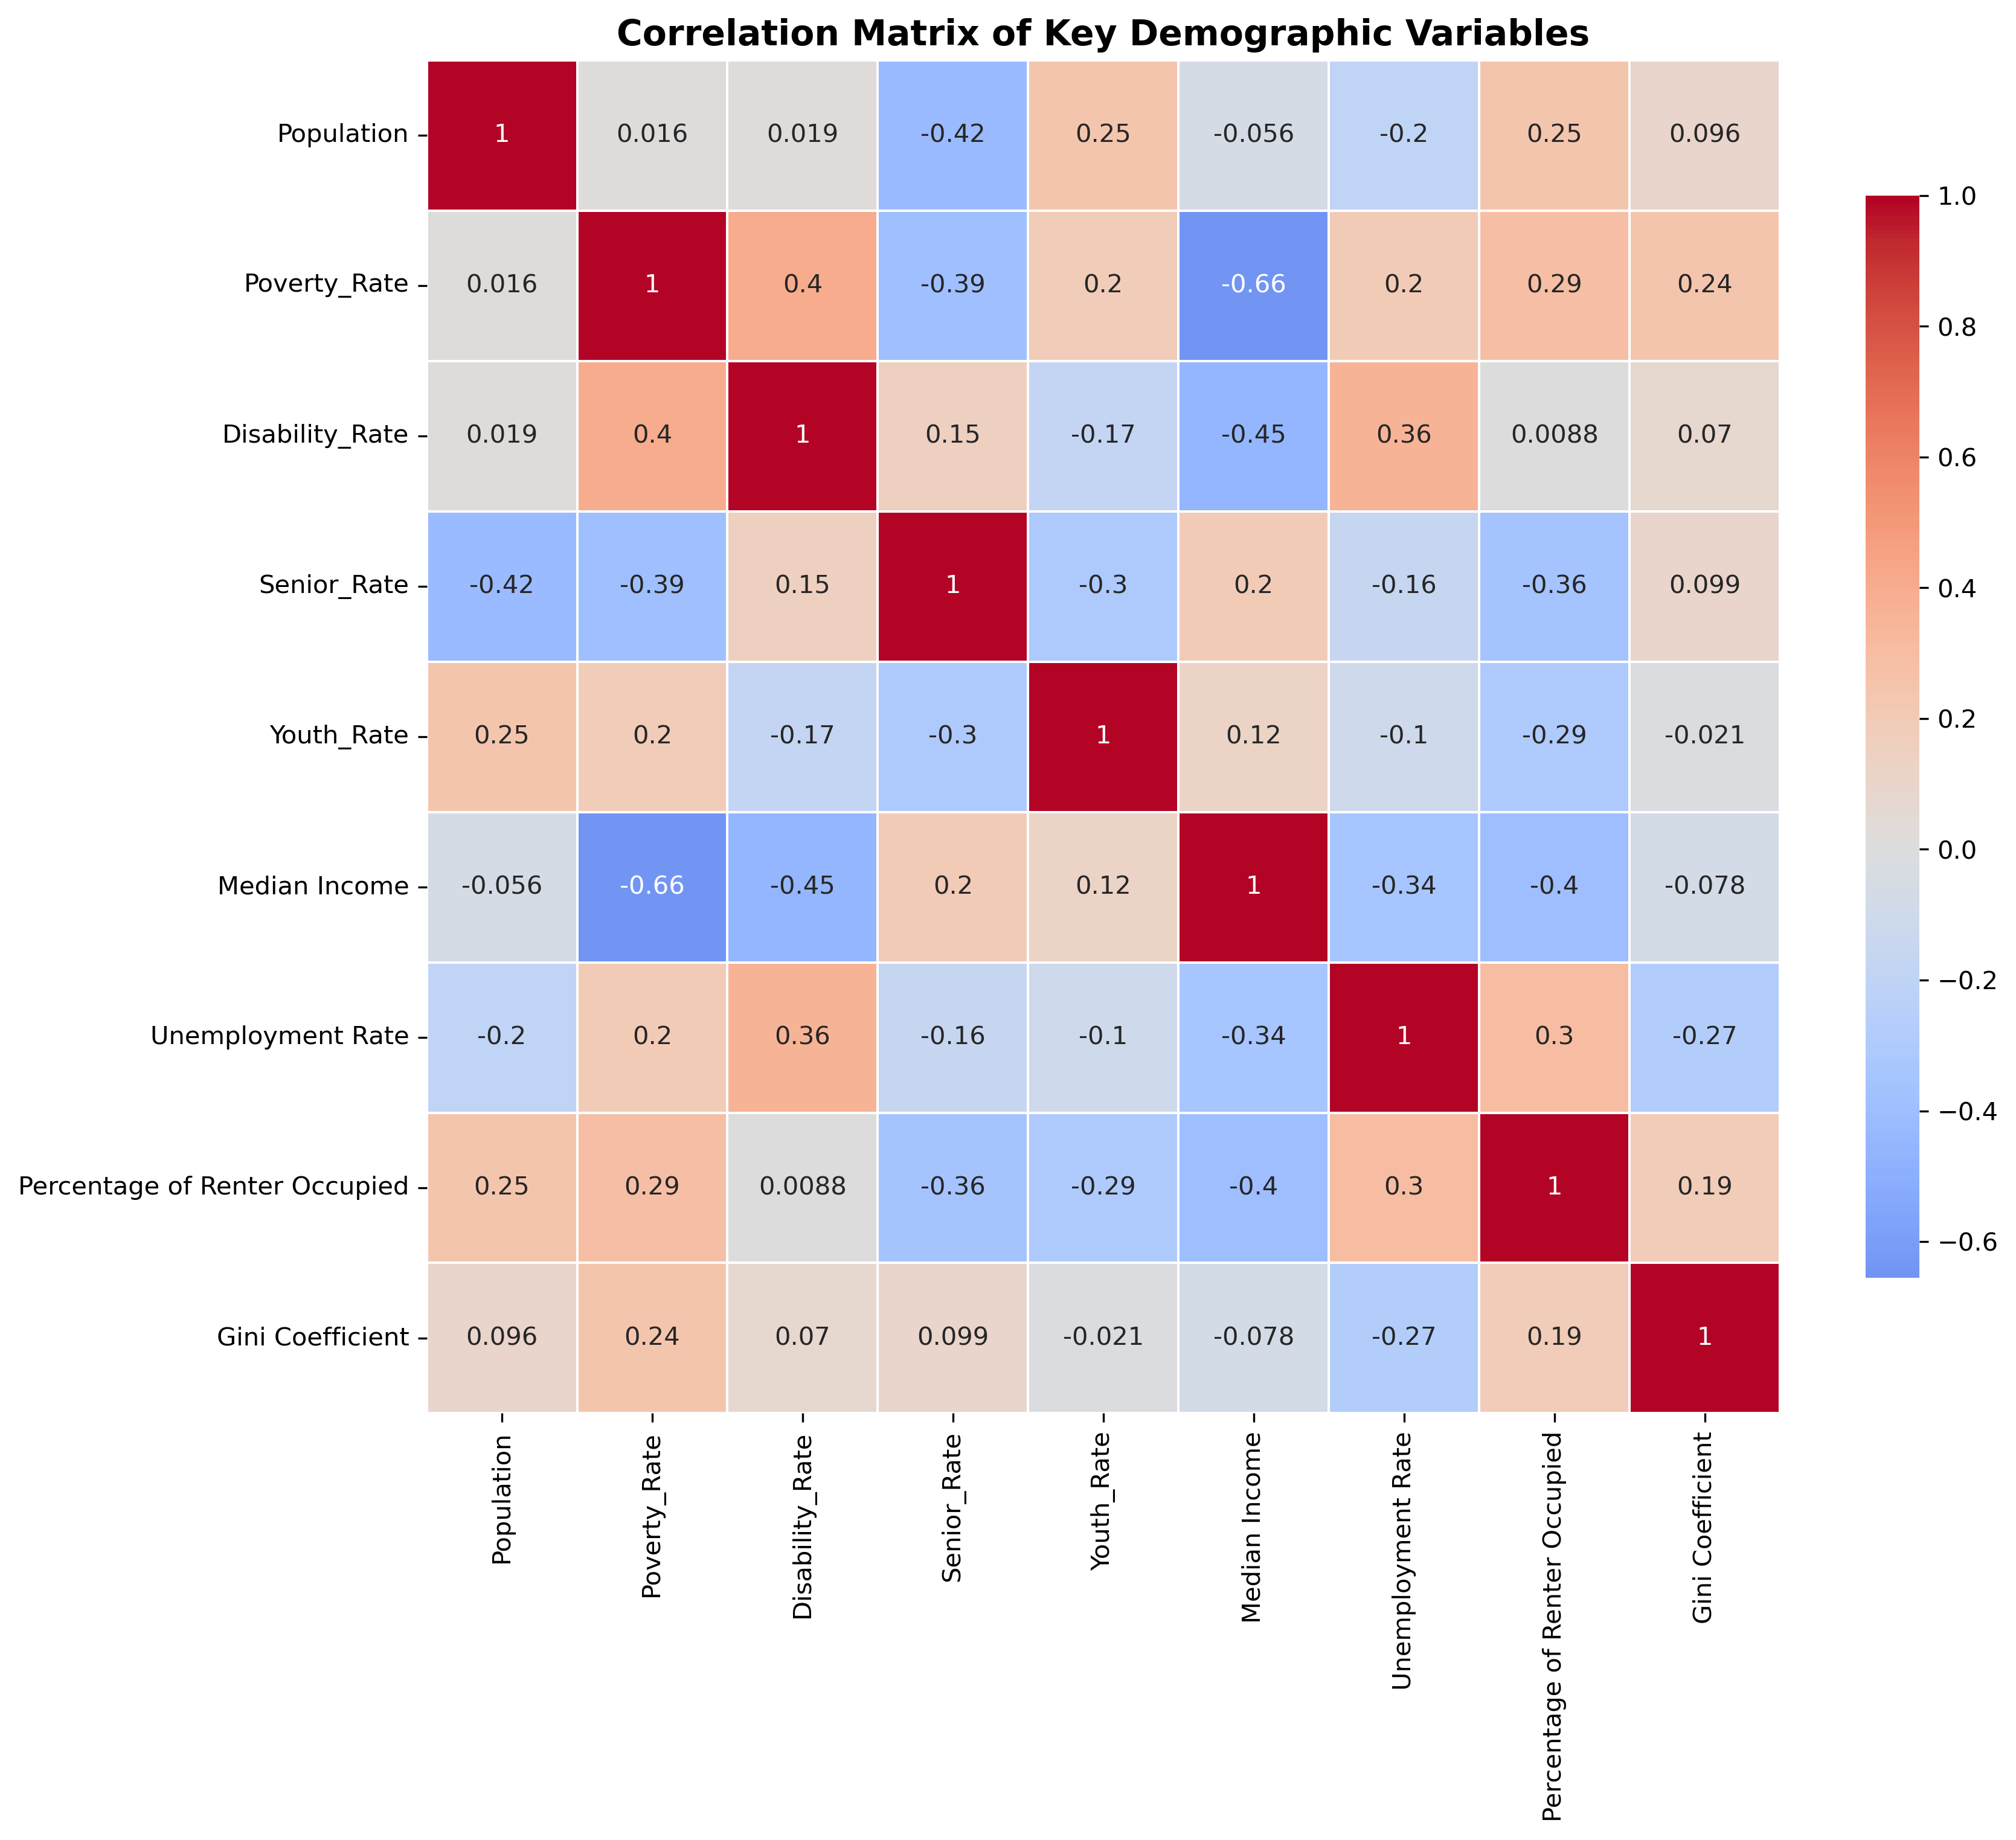 Correlation Matrix of Key Demographic Variables
Population 1 0.016 0.019 -0.42 0.25 -0.056 -0.2 0.25 0.096
Poverty_Rate 0.016 1 0.4 -0.39 0.2 -0.66 0.2 0.29 0.24
Disability_Rate 0.019 0.4 1 0.15 -0.17 -0.45 0.36 0.0088 0.07
Senior_Rate -0.42 -0.39 0.15 1 -0.3 0.2 -0.16 -0.36 0.099
Youth_Rate 0.25 0.2 -0.17 -0.3 1 0.12 -0.1 -0.29 -0.021
Median Income -0.056 -0.66 -0.45 0.2 0.12 1 -0.34 -0.4 -0.078
Unemployment Rate -0.2 0.2 0.36 -0.16 -0.1 -0.34 1 0.3 -0.27
Percentage of Renter Occupied 0.25 0.29 0.0088 -0.36 -0.29 -0.4 0.3 1 0.19
Gini Coefficient 0.096 0.24 0.07 0.099 -0.021 -0.078 -0.27 0.19 1
Population
Poverty_Rate
Disability_Rate
Senior_Rate
Youth_Rate
Median Income
Unemployment Rate
Percentage of Renter Occupied
Gini Coefficient
1.0
0.8
0.6
0.4
0.2
0.0
−0.2
−0.4
−0.6